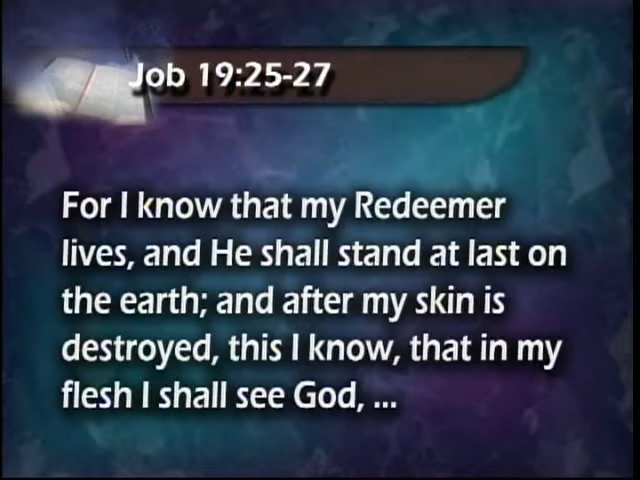 Job 19:25-27
For I know that my Redeemer
lives, and He shall stand at last on
the earth; and after my skin is
destroyed, this I know, that in my
flesh I shall see God, ...